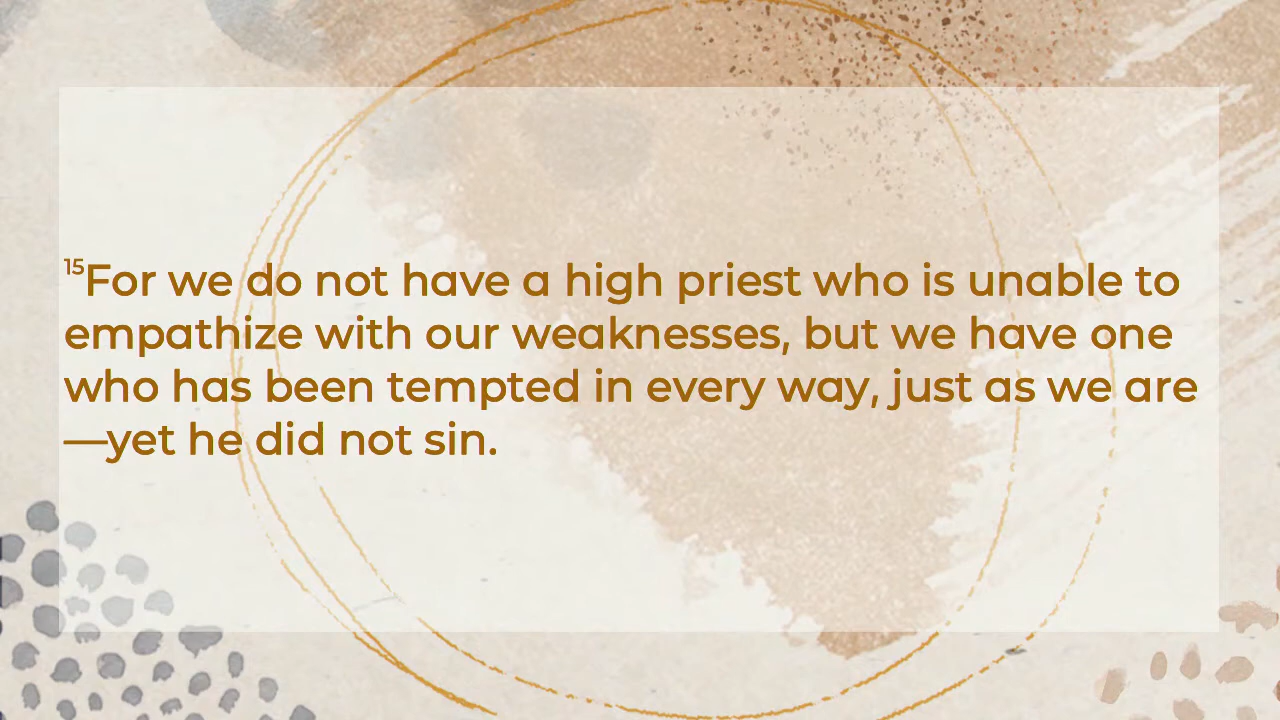 15For we do not have a high priest who is unable to
empathize with our weaknesses, but we have one
who has been tempted in every way, just as we are
—yet he did not sin.